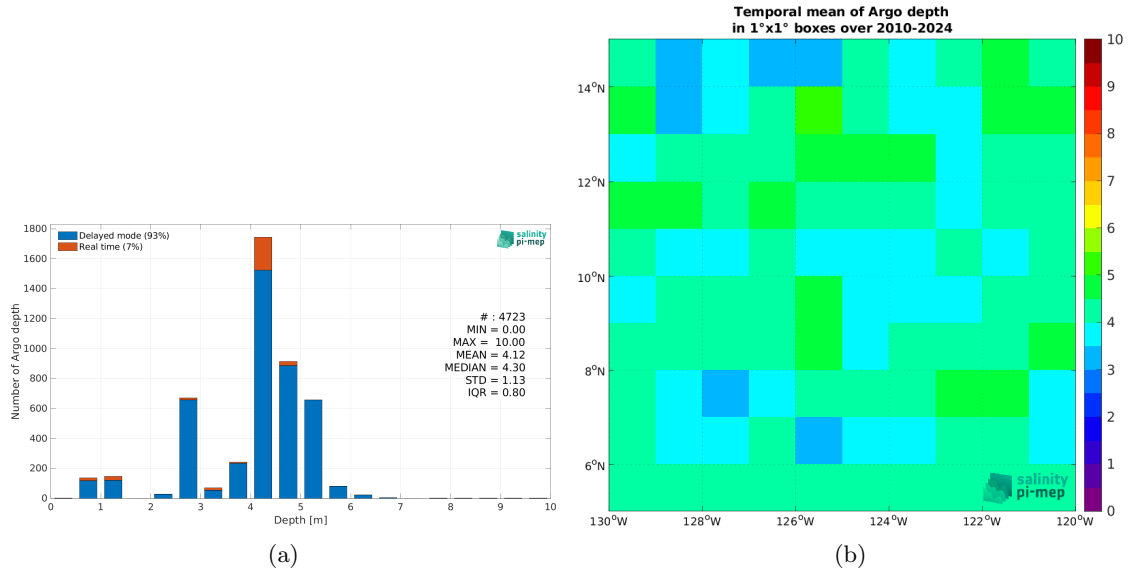 Temporal mean of Argo depth
in 1°x1° boxes over 2010-2024
Delayed mode (93%)
Real time (7%)
salinity
pi-mep
# : 4723
MIN = 0.00
MAX = 10.00
MEAN = 4.12
MEDIAN = 4.30
STD = 1.13
IQR = 0.80
Number of Argo depth
1800
1600
1400
1200
1000
800
600
400
200
0
0 1 2 3 4 5 6 7 8 9 10
Depth [m]
(a)
14°N
12°N
10°N
8°N
6°N
130°W 128°W 126°W 124°W 122°W 120°W
salinity
pi-mep
10
9
8
7
6
5
4
3
2
1
0
(b)